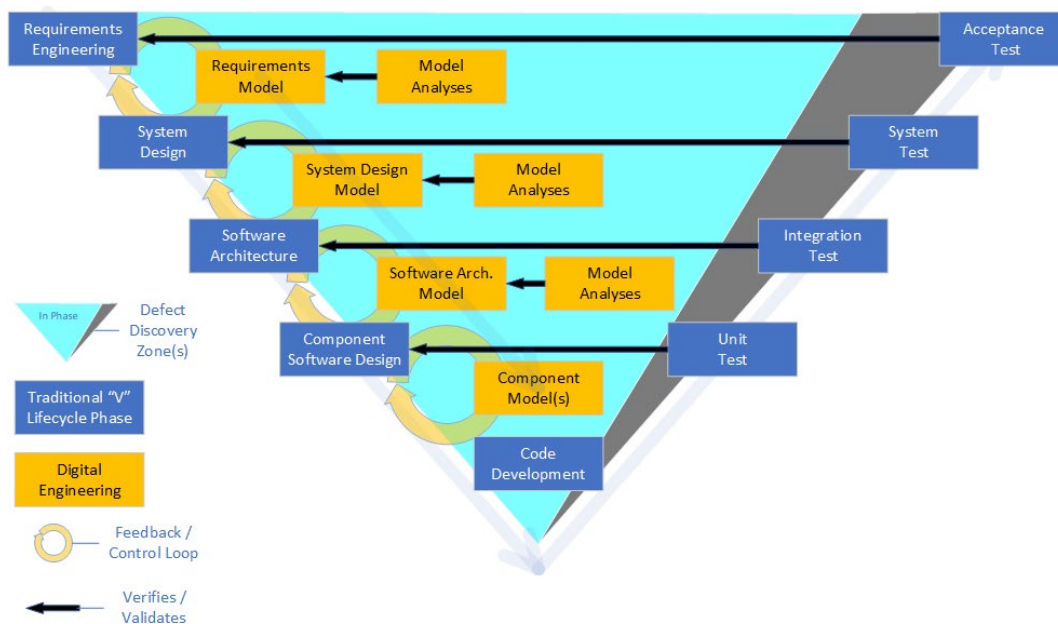 Requirements
Engineering
Acceptance
Test
Requirements
Model
Model
Analyses
System
Design
System
Test
System Design
Model
Model
Analyses
Software
Architecture
Integration
Test
Software Arch.
Model
Model
Analyses
In Phase
Defect
Discovery
Zone(s)
Component
Software Design
Unit
Test
Component
Model(s)
Traditional “V”
Lifecycle Phase
Code
Development
Digital
Engineering
Feedback /
Control Loop
Verifies /
Validates